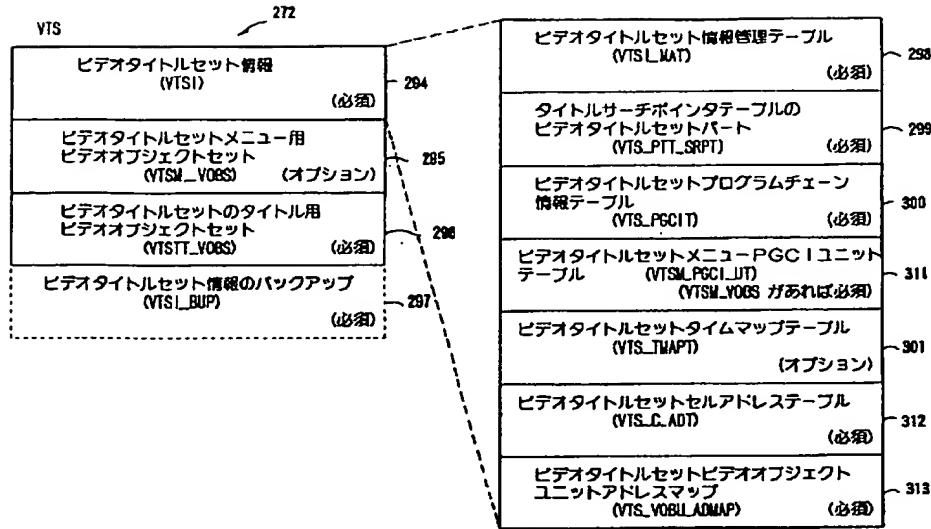 272
VTS
ビデオタイトルセット情報
(VTSI)
(必須)
294
ビデオタイトルセットメニュー用
ビデオオブジェクトセット
(VTSM_VOBS) (オプション)
295
ビデオタイトルセットのタイトル用
ビデオオブジェクトセット
(VTSTT_VOBS) (必須)
296
ビデオタイトルセット情報のバックアップ
(VTSI_BUP)
(必須)
297
ビデオタイトルセット情報管理テーブル
(VTSI_MAT)
(必須)
298
タイトルサーチポインタテーブルの
ビデオタイトルセットパート
(VTS_PTT_SRPT) (必須)
299
ビデオタイトルセットプログラムチェーン
情報テーブル
(VTS_PGCIT) (必須)
300
ビデオタイトルセットメニューPGCIユニット
テーブル (VTSM_PGCI_UT)
(VTSM_VOBS があれば必須)
311
ビデオタイトルセットタイムマップテーブル
(VTS_TMAPT)
(オプション)
301
ビデオタイトルセットセルアドレステーブル
(VTS_C_ADT)
(必須)
312
ビデオタイトルセットビデオオブジェクト
ユニットアドレスマップ
(VTS_VOBU_ADMAP) (必須)
313